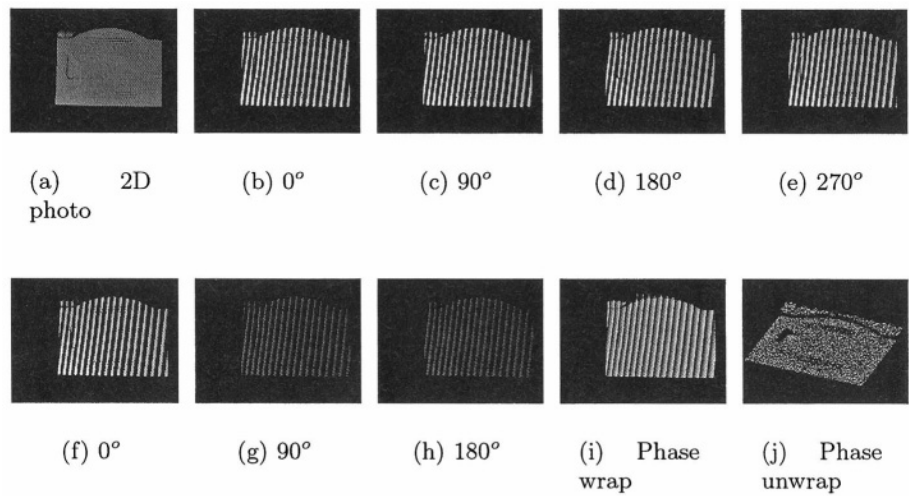 (a) 2D
photo
(b) 0°
(c) 90°
(d) 180°
(e) 270°
(f) 0°
(g) 90°
(h) 180°
(i) Phase
wrap
(j) Phase
unwrap